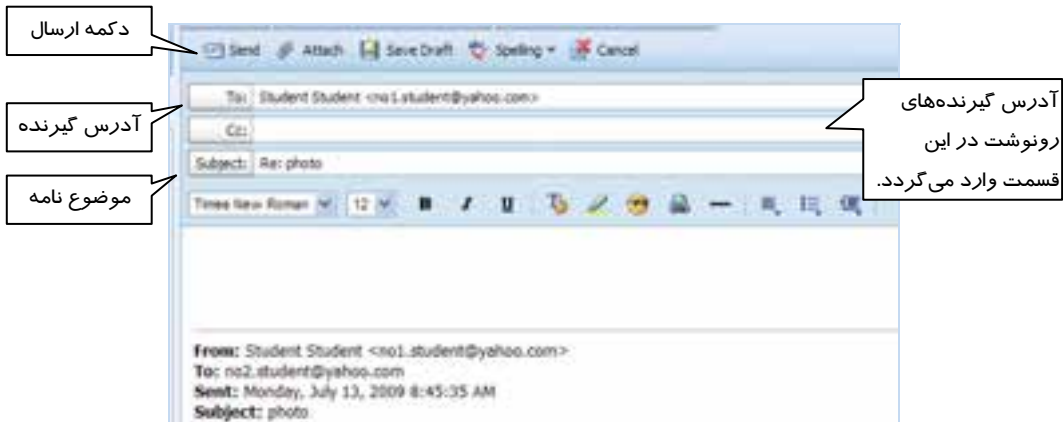 دکمه ارسال
Send Attach Save Draft Spelling Cancel
To: Student Student <no1.student@yahoo.com>
آدرس گیرنده
Cc:
آدرس گیرنده‌های
رونوشت در این
قسمت وارد می‌گردد.
Subject: Re: photo
موضوع نامه
Times New Roman 12 B I U
From: Student Student <no1.student@yahoo.com>
To: no2.student@yahoo.com
Sent: Monday, July 13, 2009 8:45:35 AM
Subject: photo